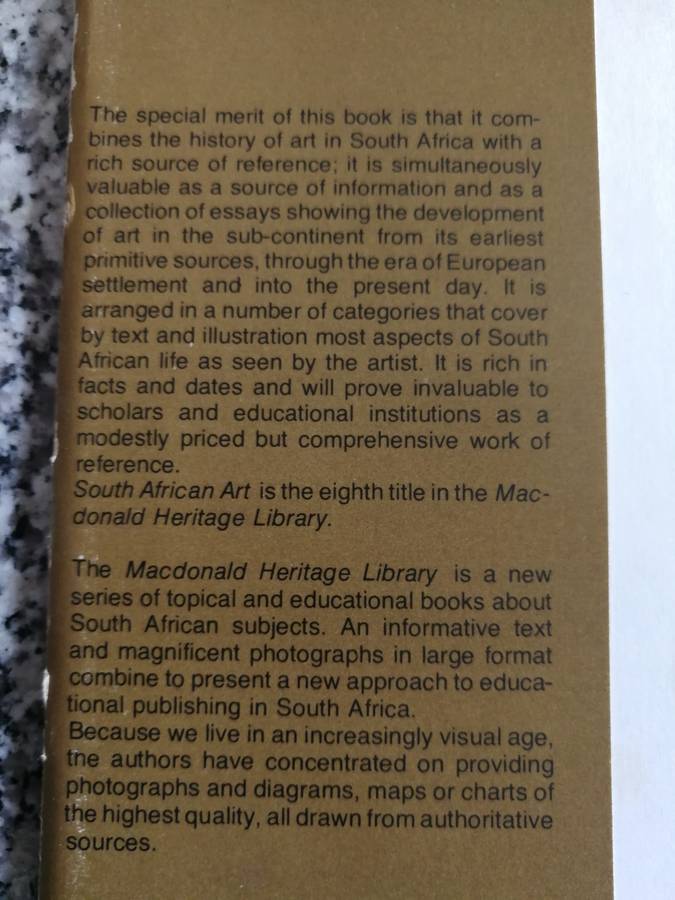 The special merit of this book is that it com-
bines the history of art in South Africa with a
rich source of reference; it is simultaneously
valuable as a source of information and as a
collection of essays showing the development
of art in the sub-continent from its earliest
primitive sources, through the era of European
settlement and into the present day. It is
arranged in a number of categories that cover
by text and illustration most aspects of South
African life as seen by the artist. It is rich in
facts and dates and will prove invaluable to
scholars and educational institutions as a
modestly priced but comprehensive work of
reference.
South African Art is the eighth title in the Mac-
donald Heritage Library.
The Macdonald Heritage Library is a new
series of topical and educational books about
South African subjects. An informative text
and magnificent photographs in large format
combine to present a new approach to educa-
tional publishing in South Africa.
Because we live in an increasingly visual age,
the authors have concentrated on providing
photographs and diagrams, maps or charts of
the highest quality, all drawn from authoritative
sources.